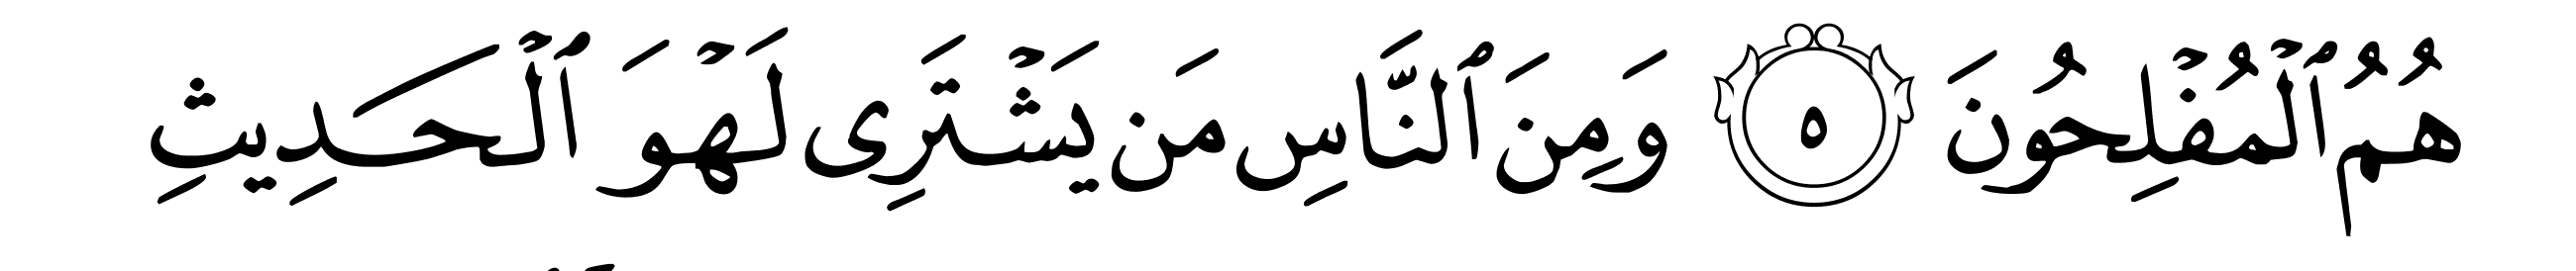 هُمُ ٱلْمُفْلِحُونَ ٥ وَمِنَ ٱلنَّاسِ مَن يَشْتَرِى لَهْوَ ٱلْحَدِيثِ